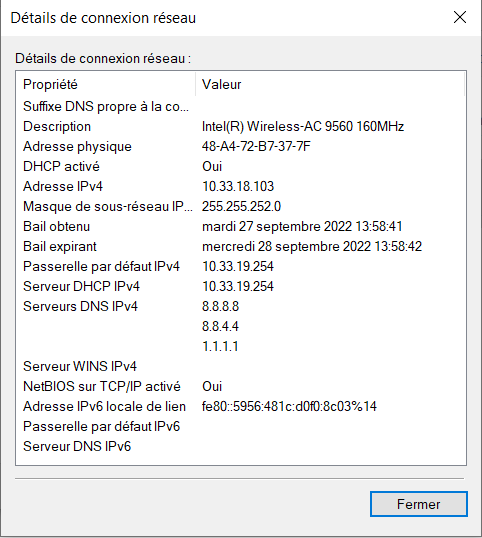 Détails de connexion réseau
Détails de connexion réseau :
Propriété Valeur
Suffixe DNS propre à la co...
Description Intel(R) Wireless-AC 9560 160MHz
Adresse physique 48-A4-72-B7-37-7F
DHCP activé Oui
Adresse IPv4 10.33.18.103
Masque de sous-réseau IP... 255.255.252.0
Bail obtenu mardi 27 septembre 2022 13:58:41
Bail expirant mercredi 28 septembre 2022 13:58:42
Passerelle par défaut IPv4 10.33.19.254
Serveur DHCP IPv4 10.33.19.254
Serveurs DNS IPv4 8.8.8.8
8.8.4.4
1.1.1.1
Serveur WINS IPv4
NetBIOS sur TCP/IP activé Oui
Adresse IPv6 locale de lien fe80::5956:481c:d0f0:8c03%14
Passerelle par défaut IPv6
Serveur DNS IPv6
Fermer